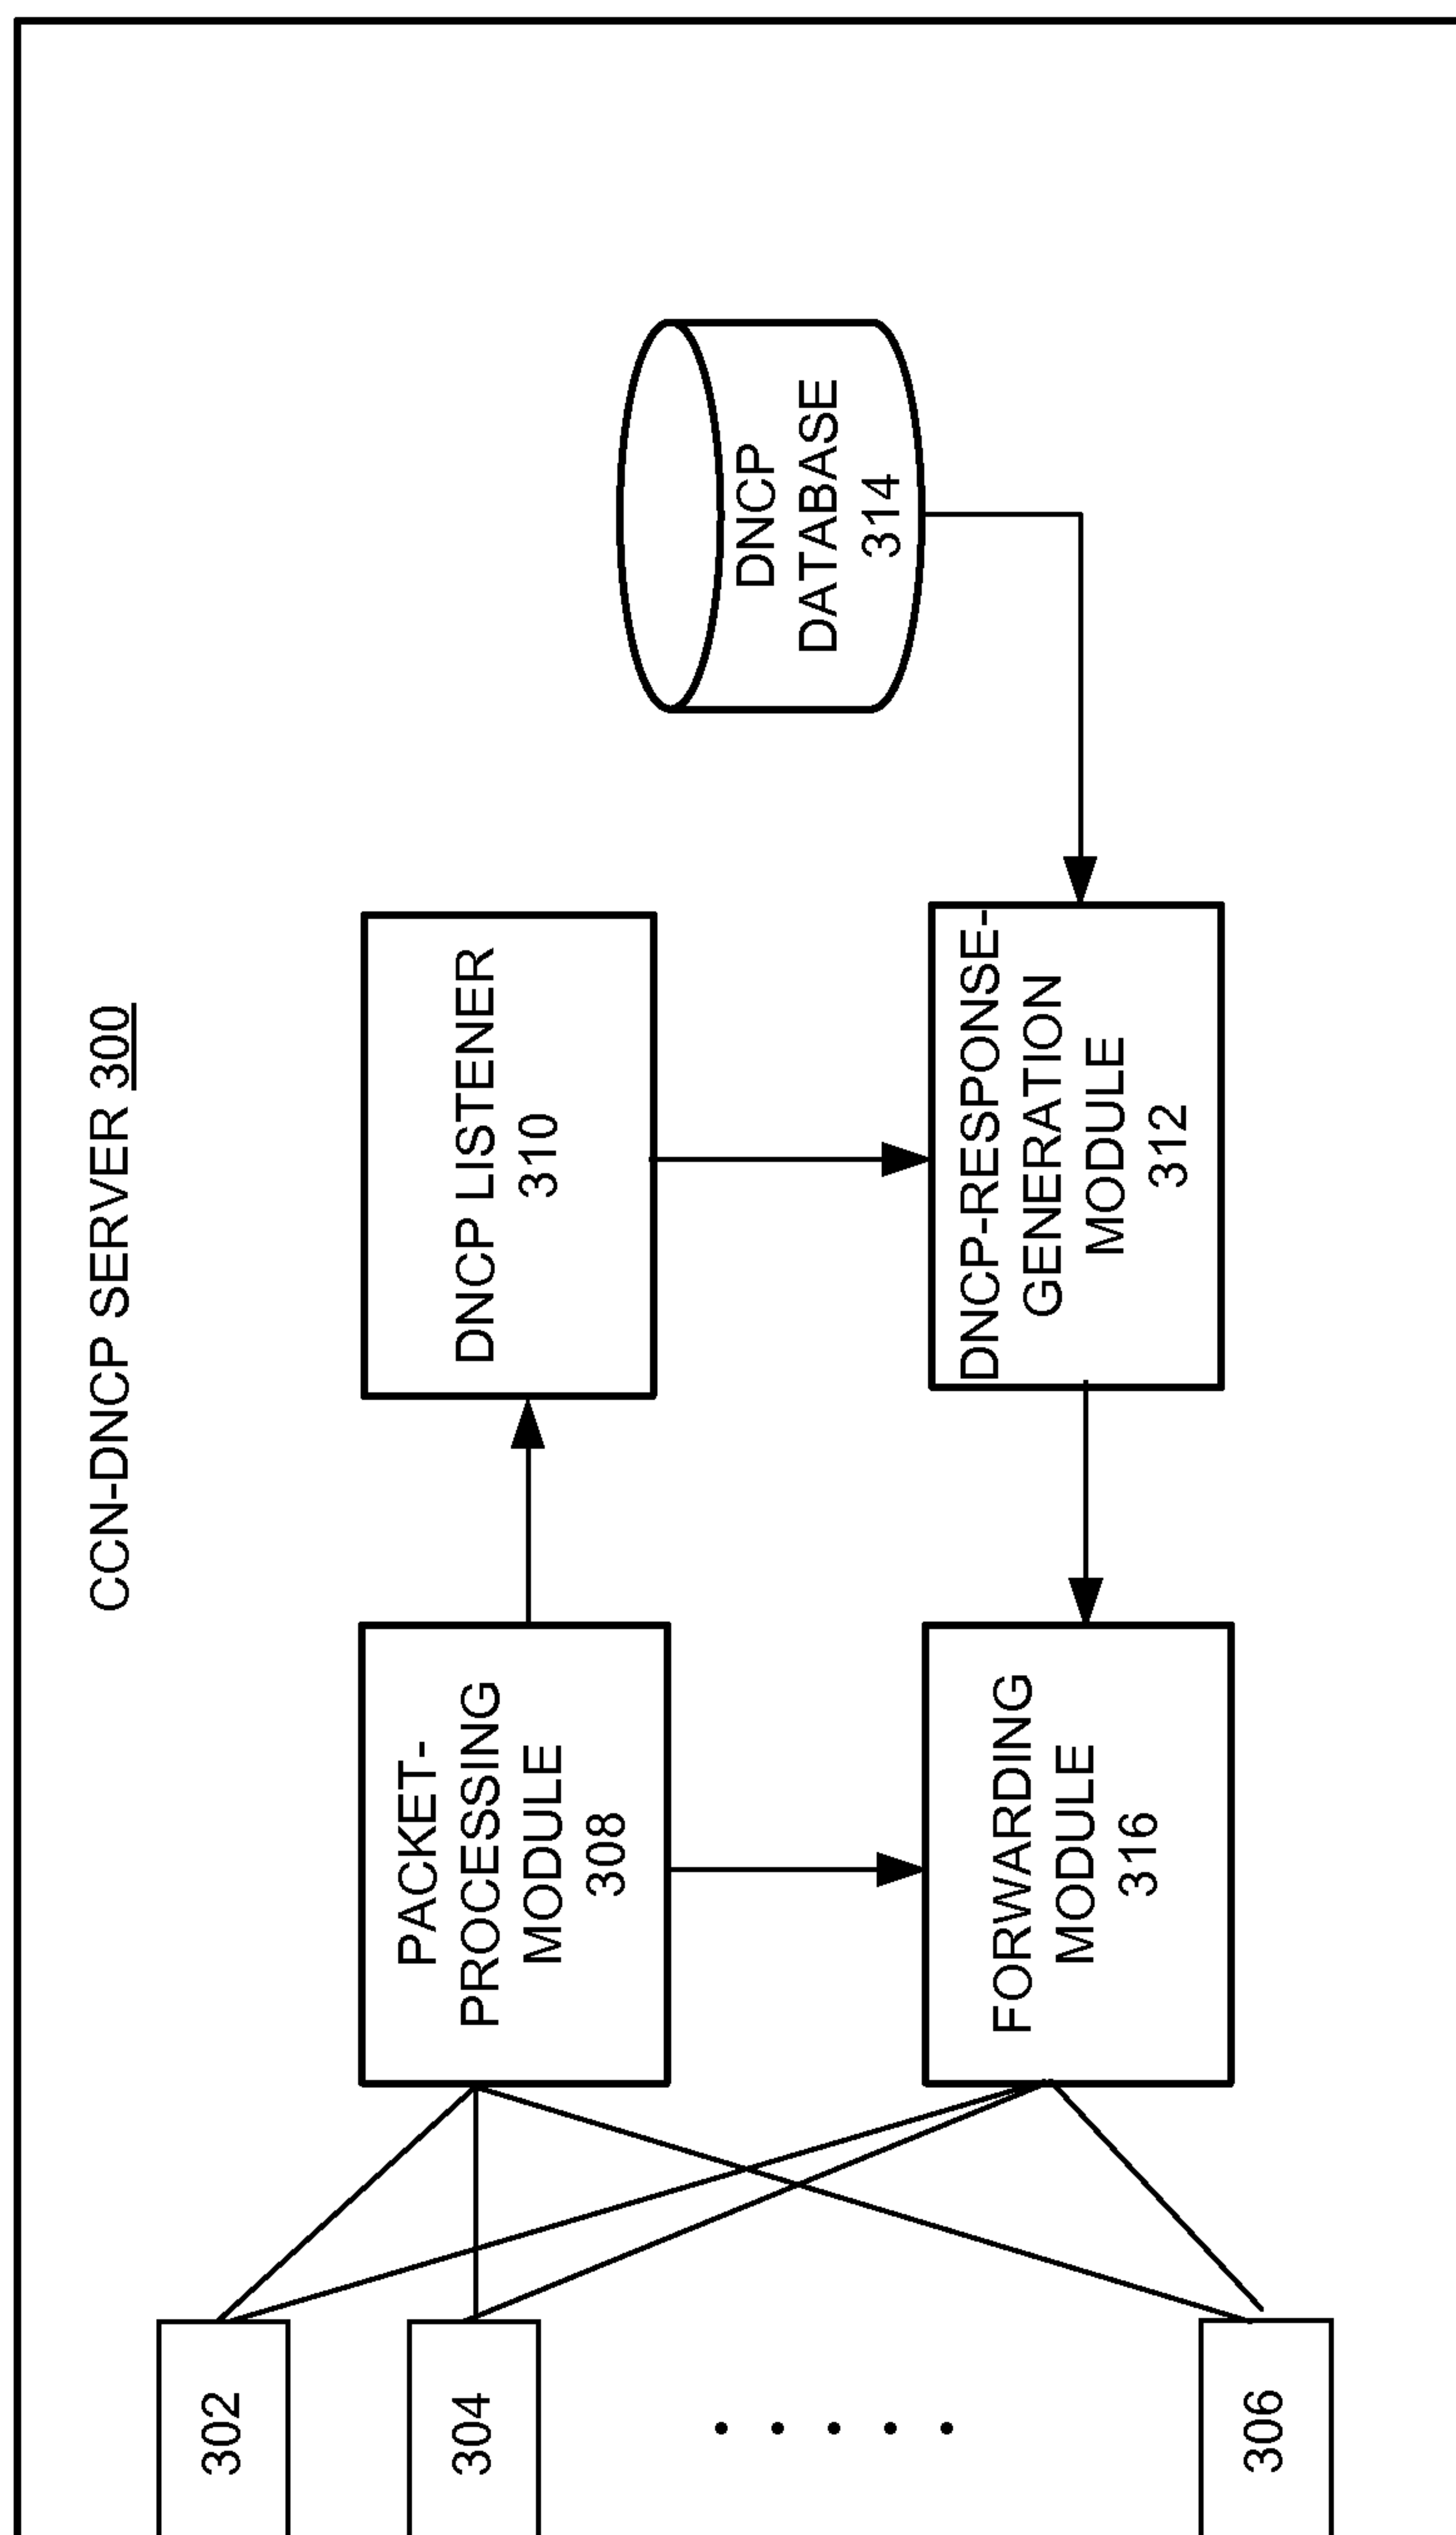 CCN-DNCP SERVER 300
302
304
306
PACKET-
PROCESSING
MODULE
308
DNCP LISTENER
310
FORWARDING
MODULE
316
DNCP-RESPONSE-
GENERATION
MODULE
312
DNCP
DATABASE
314